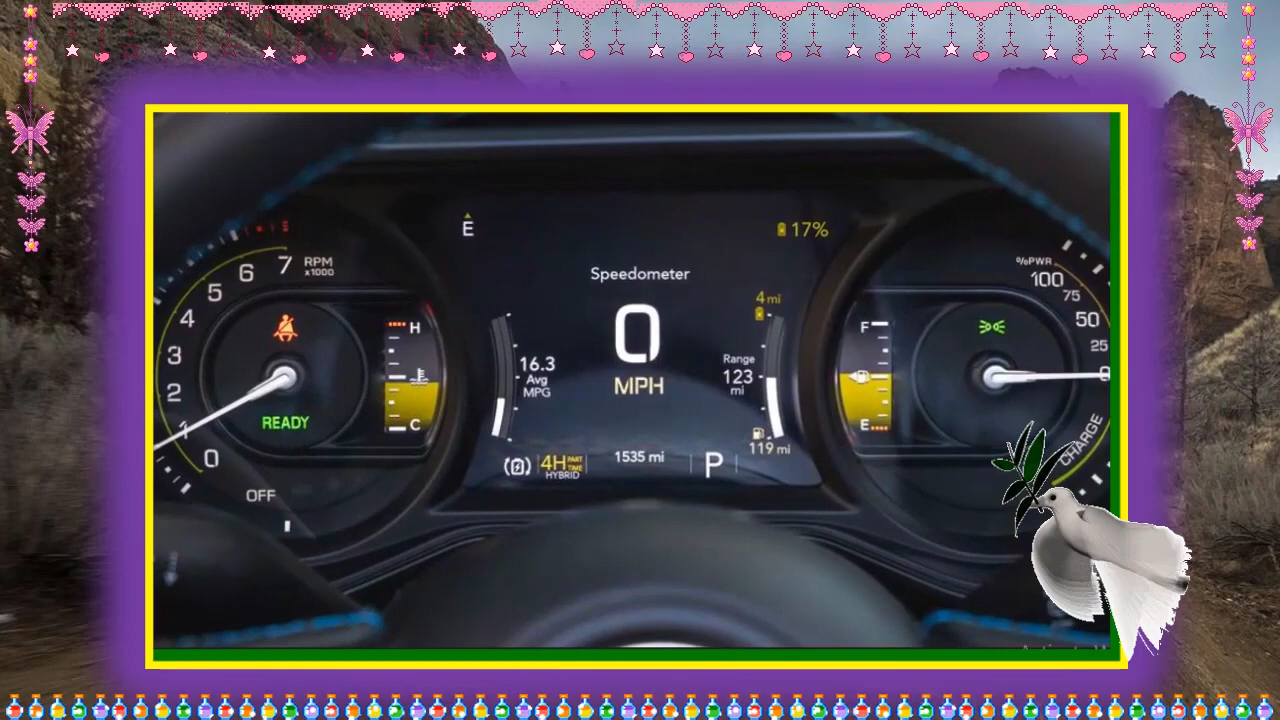 E
17%
Speedometer
0
MPH
16.3
Avg
MPG
4 mi
Range
123
mi
119 mi
4H PART TIME
HYBRID
1535 mi
P
7
6
5
4
3
2
1
0
RPM
x1000
READY
OFF
H
C
F
E
%PWR
100
75
50
25
0
CHARGE